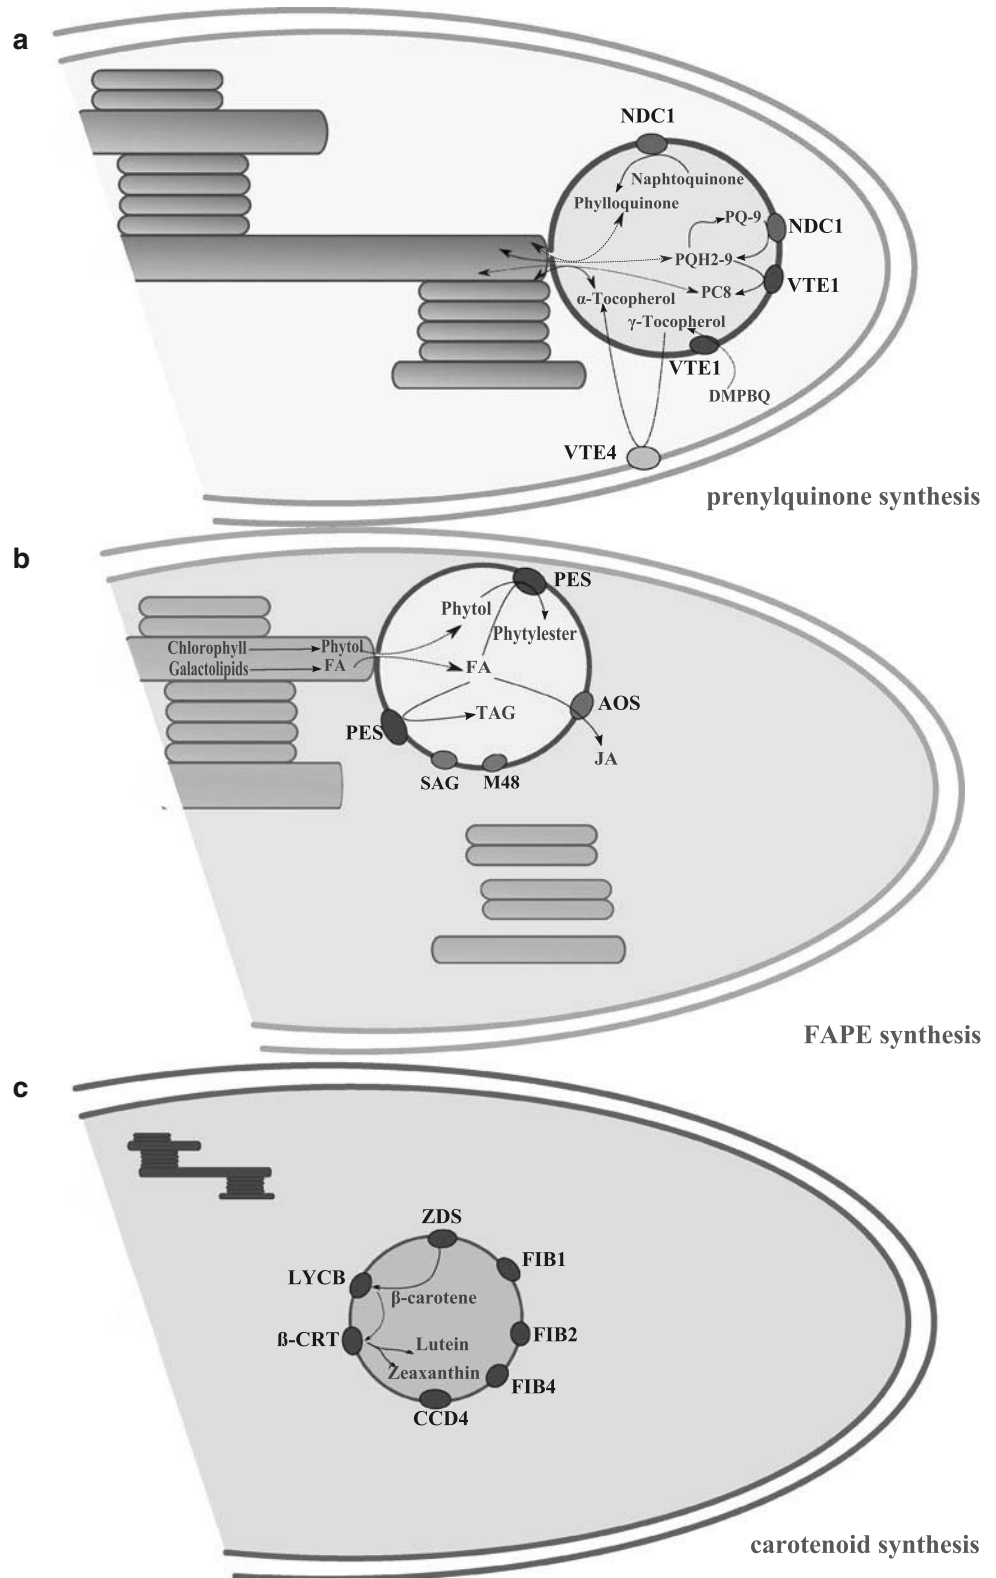 a
NDC1
Naphtoquinone
Phylloquinone
PQ-9
NDC1
PQH2-9
VTE1
PC8
α-Tocopherol
γ-Tocopherol
VTE1
DMPBQ
VTE4
prenylquinone synthesis
b
PES
Phytol
Phytylester
Chlorophyll
Phytol
Galactolipids
FA
FA
AOS
TAG
PES
JA
SAG
M48
FAPE synthesis
c
ZDS
FIB1
LYCB
β-carotene
ß-CRT
FIB2
Lutein
Zeaxanthin
FIB4
CCD4
carotenoid synthesis